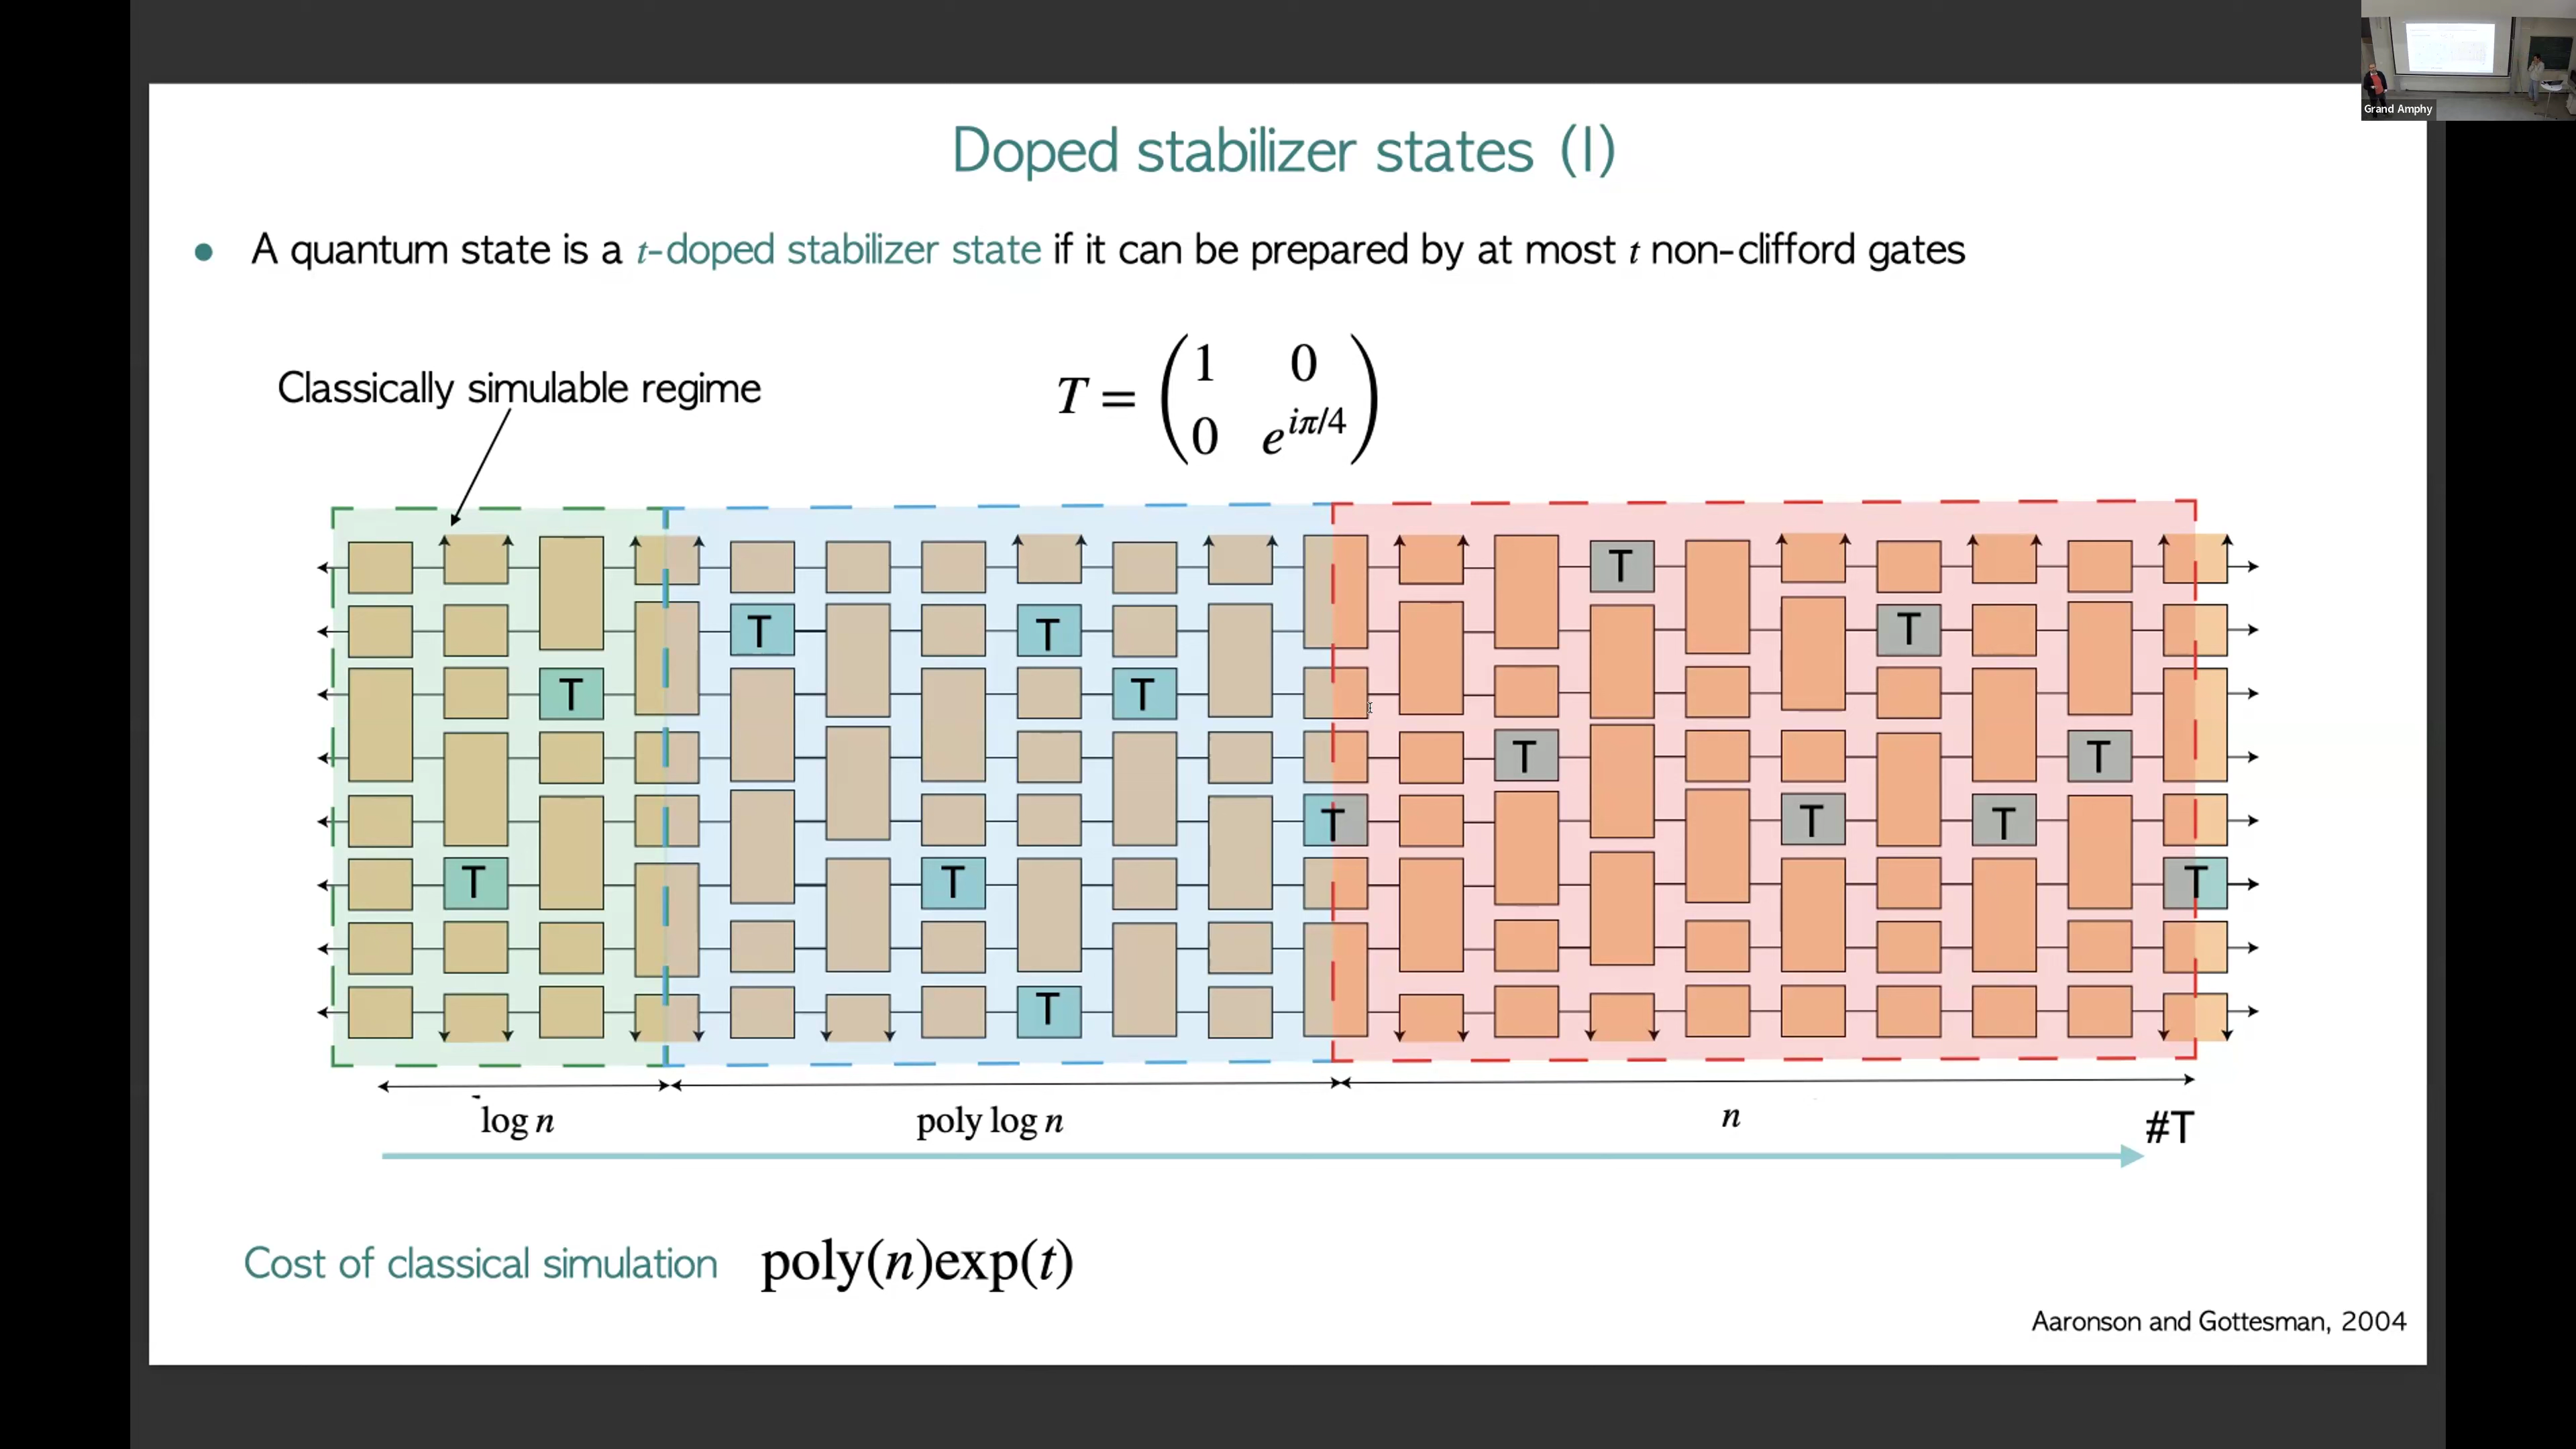 Grand Amphy
Doped stabilizer states (I)
A quantum state is a t-doped stabilizer state if it can be prepared by at most t non-clifford gates
Classically simulable regime
T = ( 1 0
0 e^{iπ/4} )
T
T T T
T T
T T
T T T
T T T
T
log n poly log n n #T
Cost of classical simulation poly(n)exp(t)
Aaronson and Gottesman, 2004